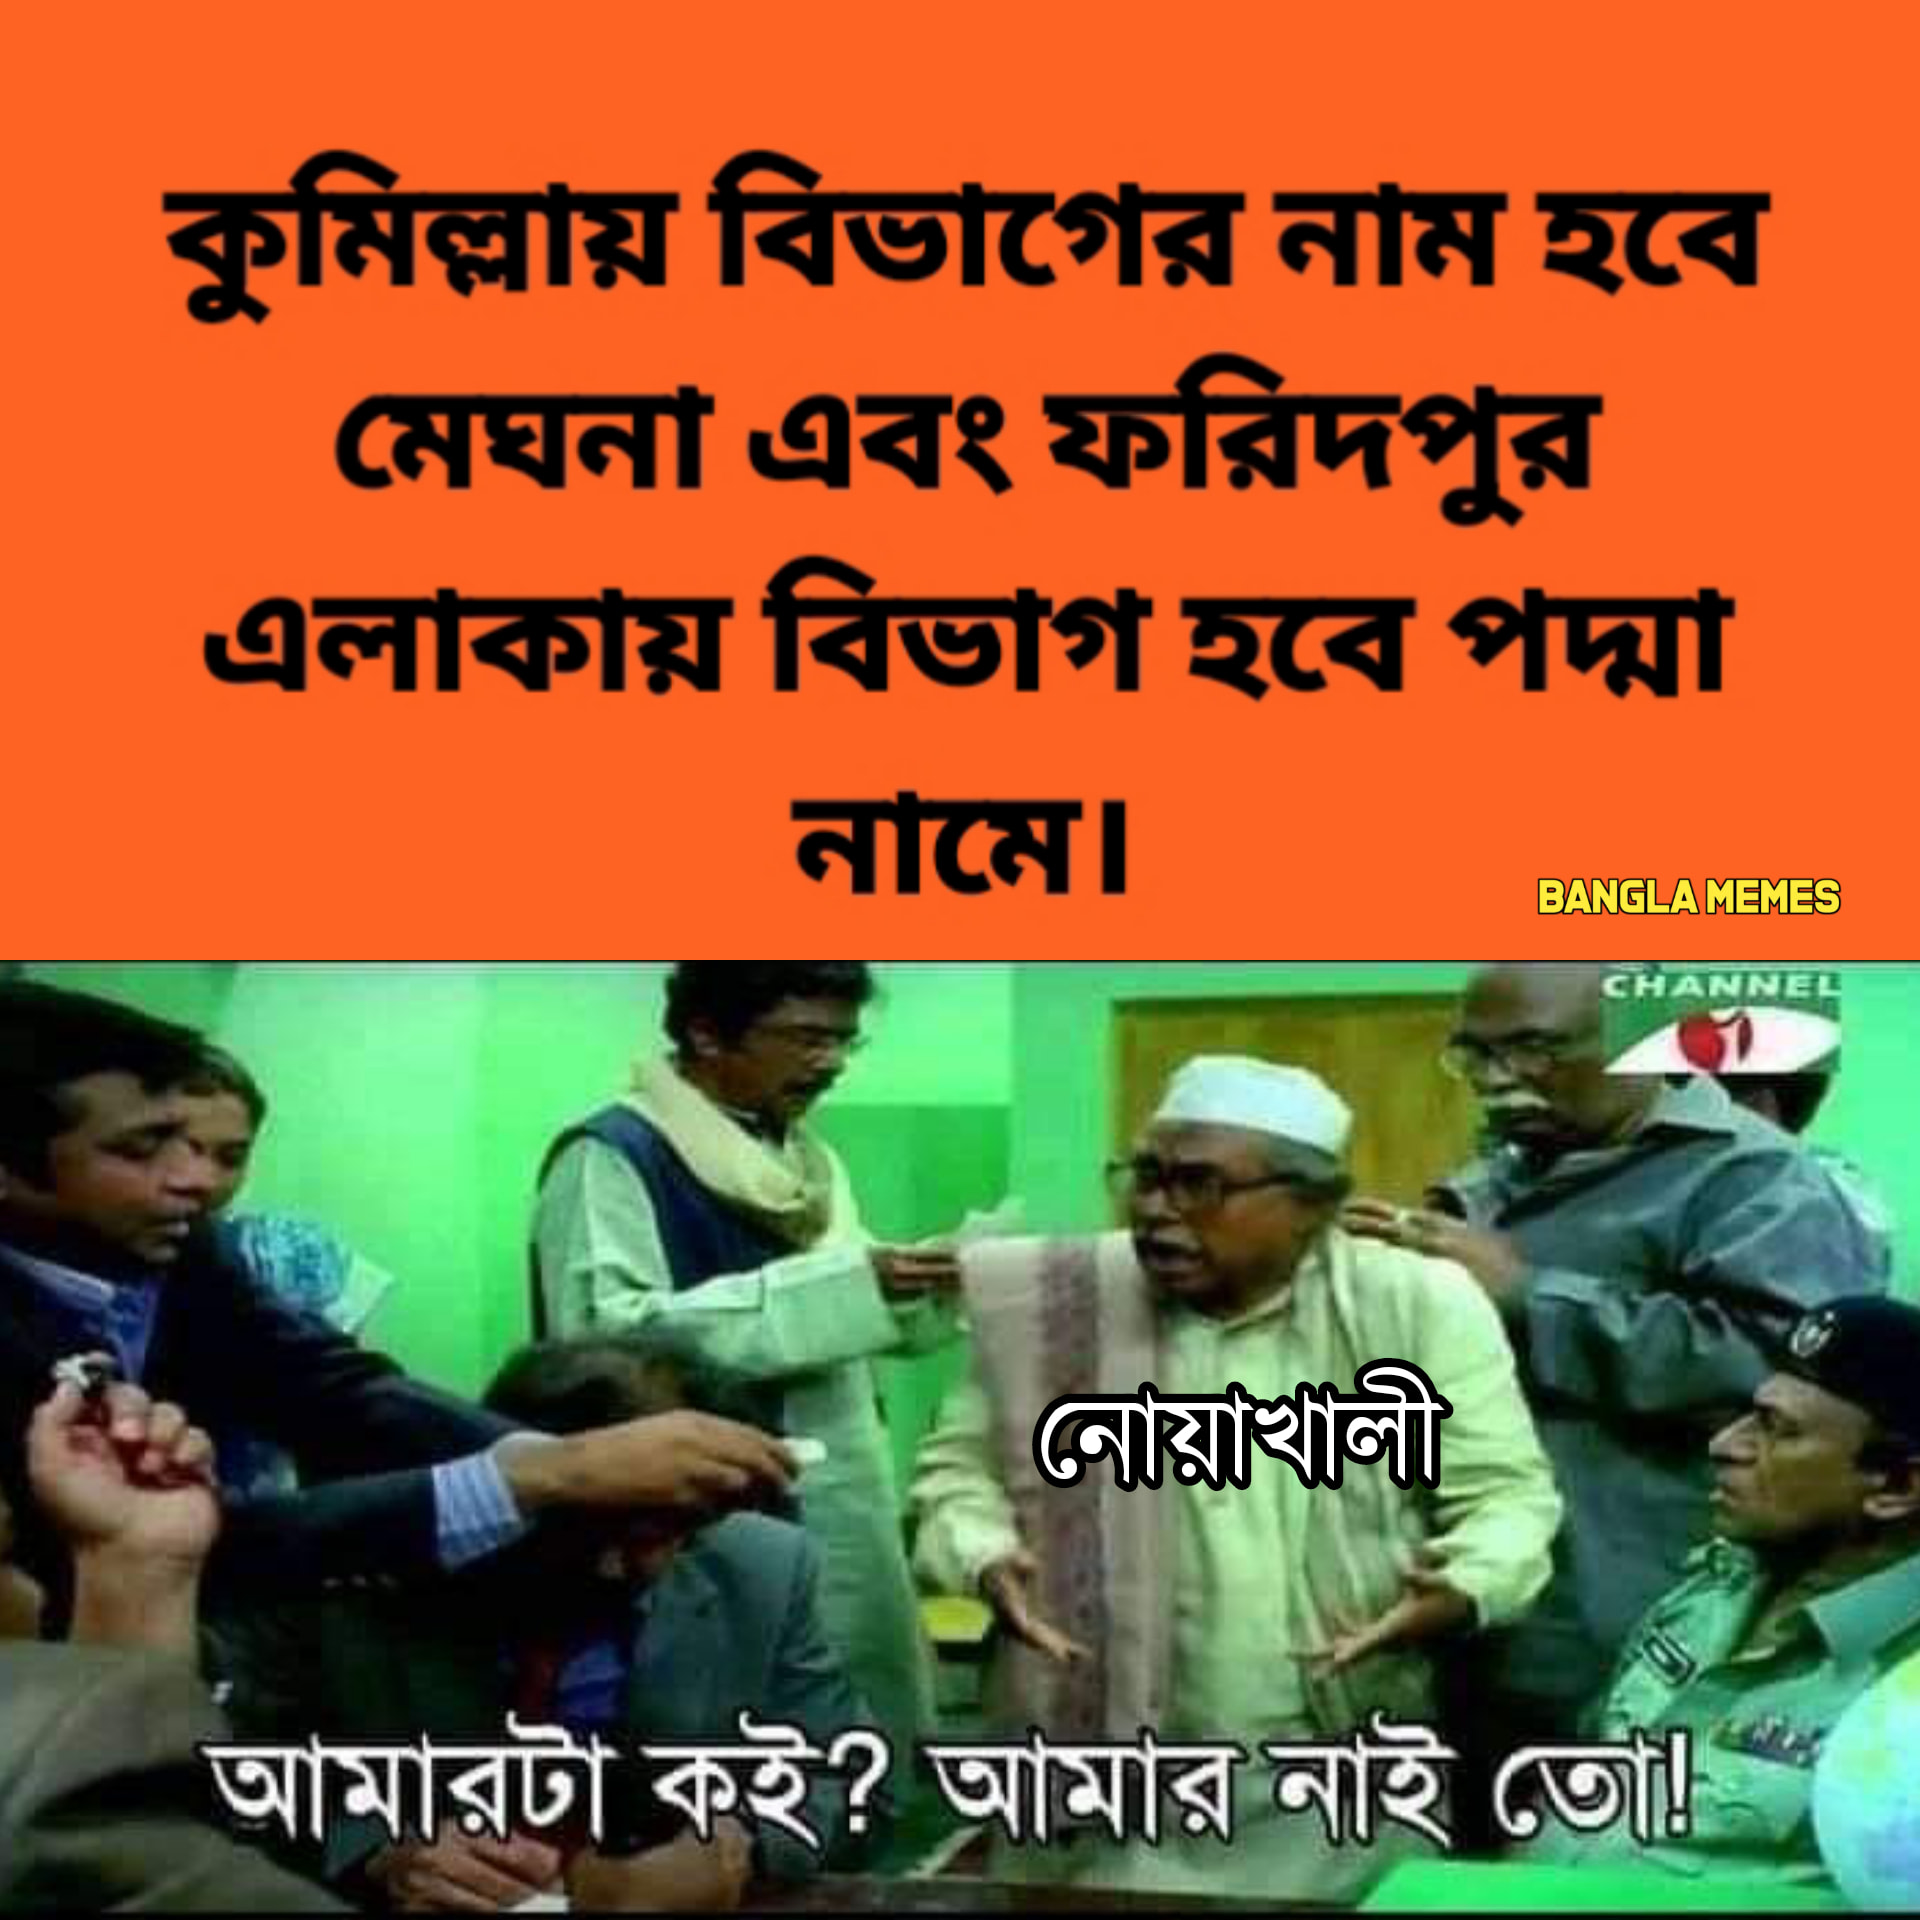 কুমিল্লায় বিভাগের নাম হবে
মেঘনা এবং ফরিদপুর
এলাকায় বিভাগ হবে পদ্মা
নামে।
BANGLA MEMES
CHANNEL
নোয়াখালী
আমারটা কই? আমার নাই তো!